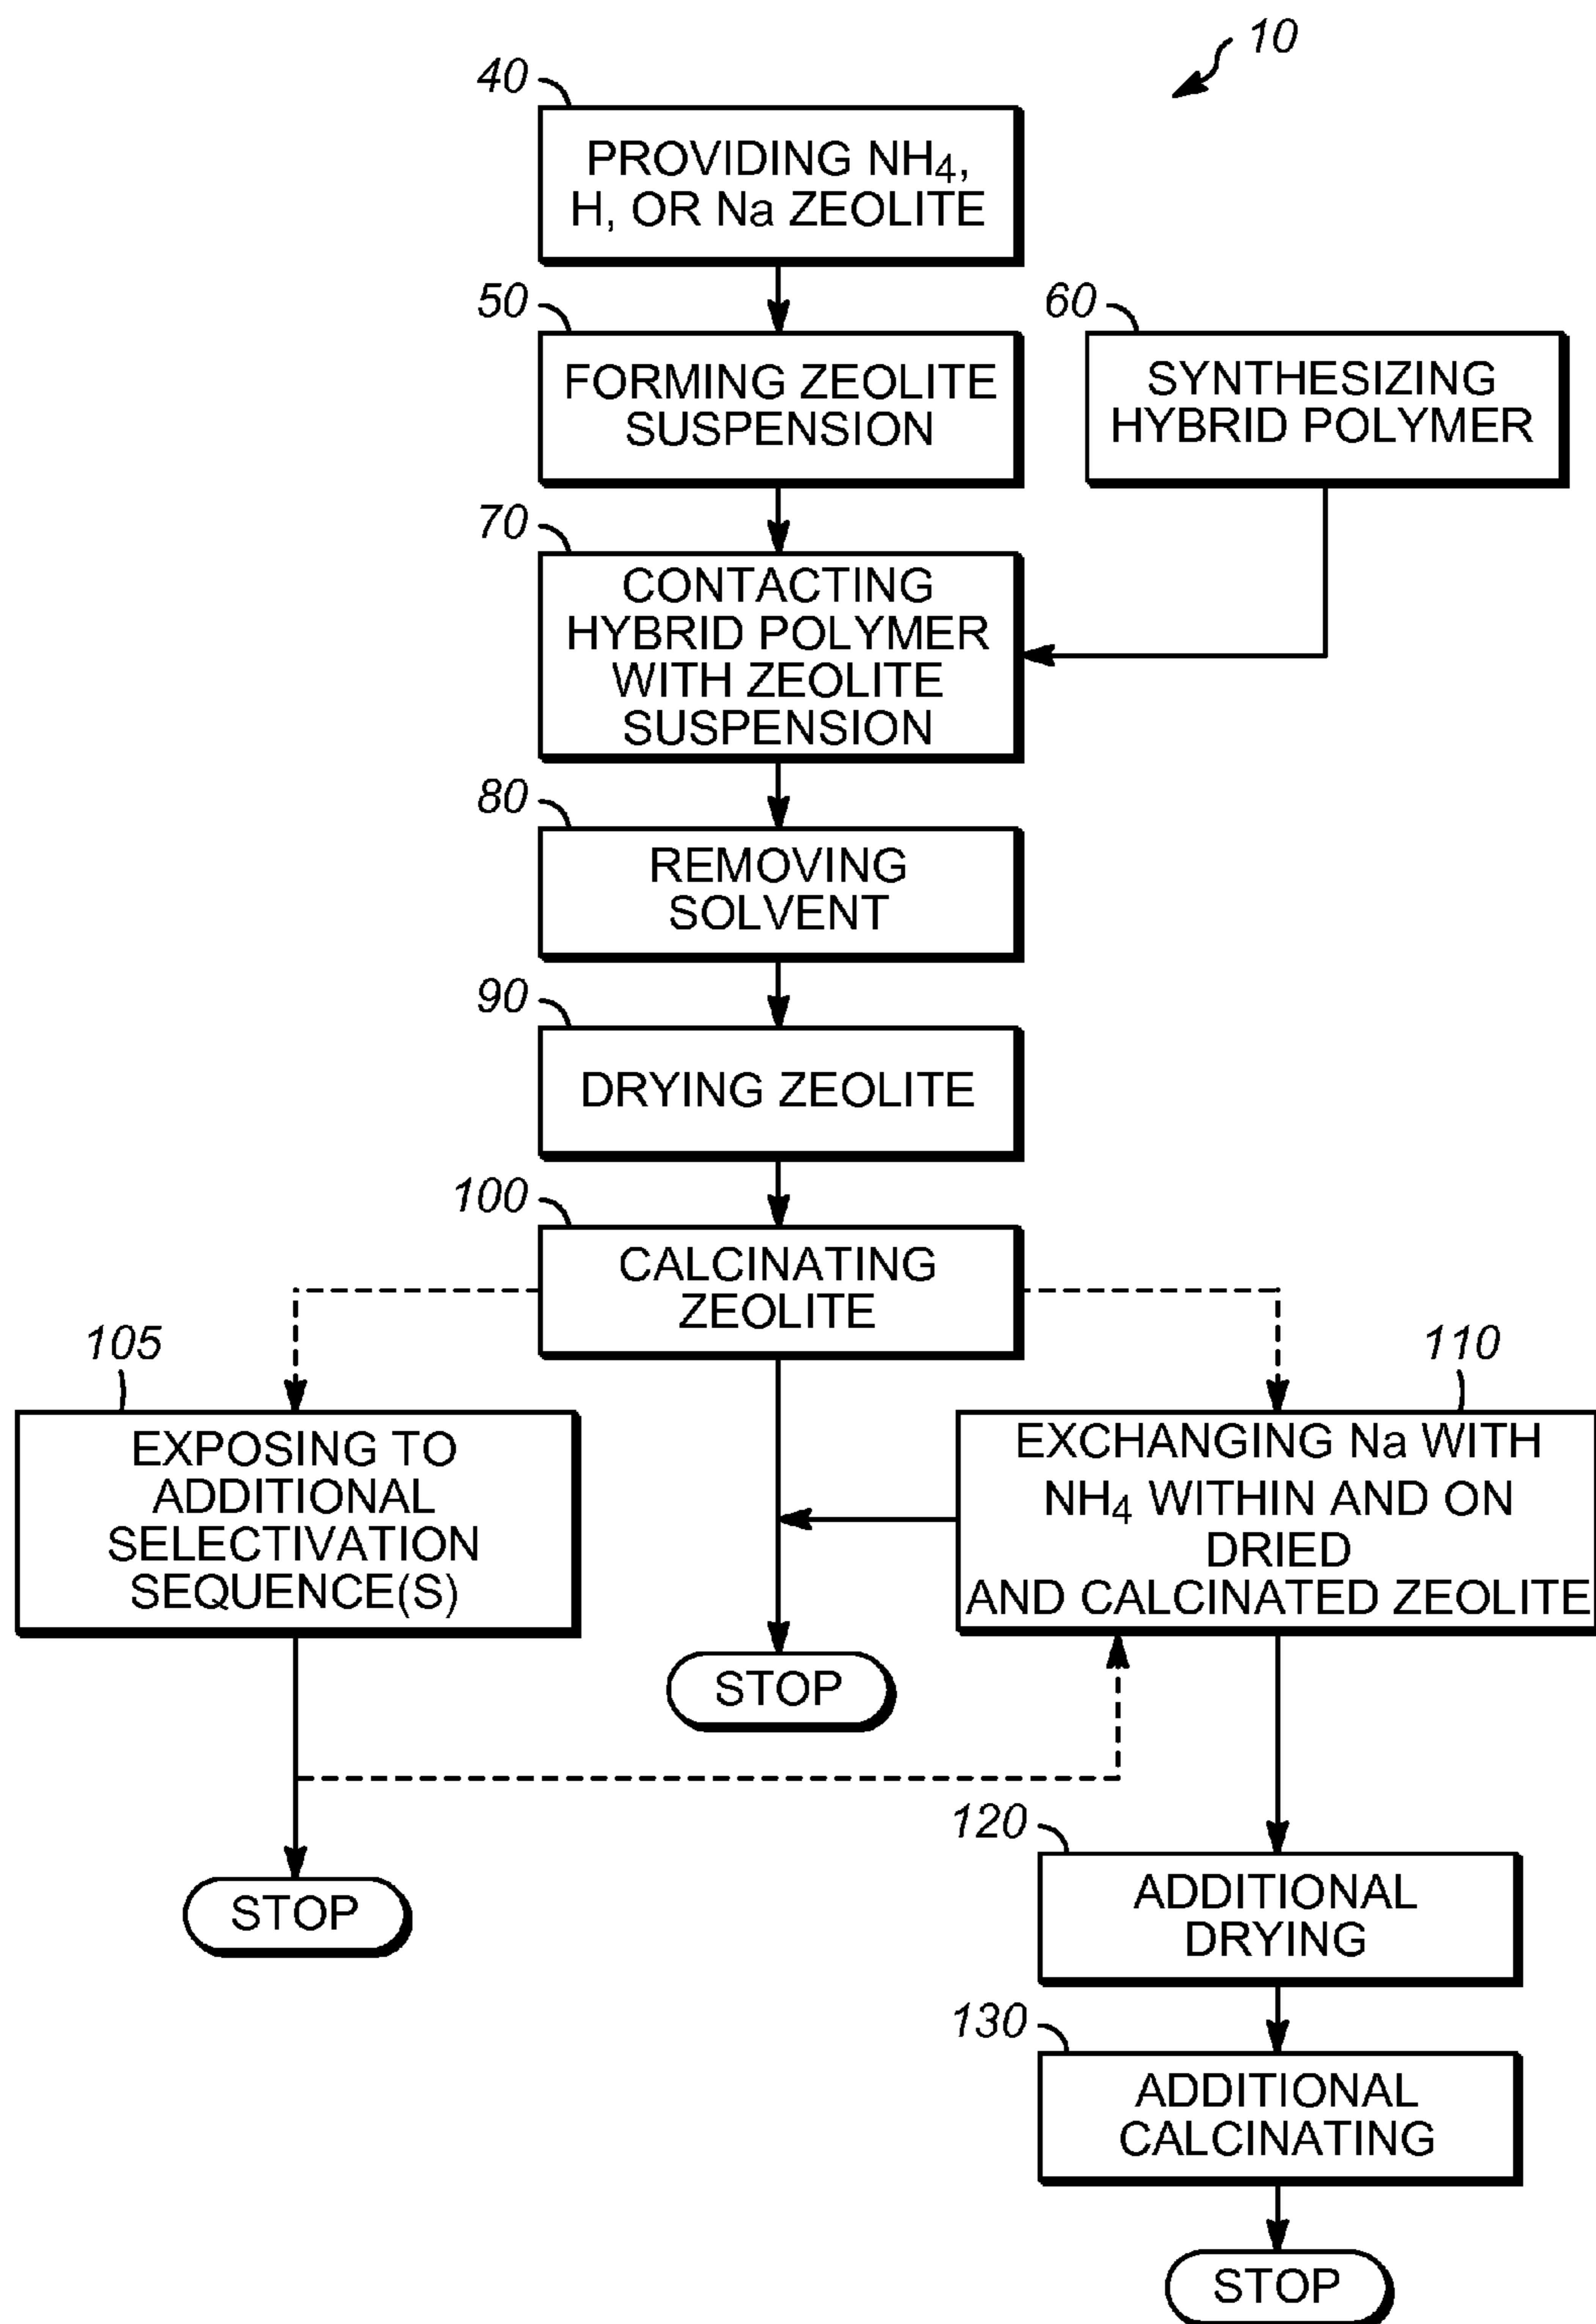 10
40
PROVIDING NH4,
H, OR Na ZEOLITE
50
FORMING ZEOLITE
SUSPENSION
60
SYNTHESIZING
HYBRID POLYMER
70
CONTACTING
HYBRID POLYMER
WITH ZEOLITE
SUSPENSION
80
REMOVING
SOLVENT
90
DRYING ZEOLITE
100
CALCINATING
ZEOLITE
105
EXPOSING TO
ADDITIONAL
SELECTIVATION
SEQUENCE(S)
110
EXCHANGING Na WITH
NH4 WITHIN AND ON
DRIED
AND CALCINATED ZEOLITE
STOP
STOP
120
ADDITIONAL
DRYING
130
ADDITIONAL
CALCINATING
STOP